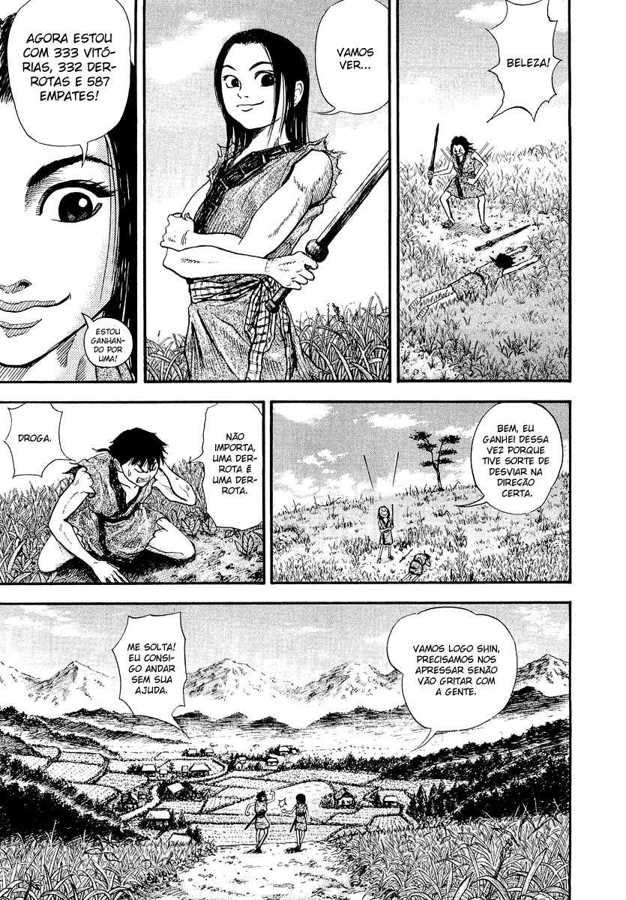 BELEZA!
VAMOS
VER...
AGORA ESTOU
COM 333 VITÓ-
RIAS, 332 DER-
ROTAS E 587
EMPATES!
ESTOU
GANHAN-
DO POR
UMA!
BEM, EU
GANHEI DESSA
VEZ PORQUE
TIVE SORTE DE
DESVIAR NA
DIREÇÃO
CERTA.
NÃO
IMPORTA,
UMA DER-
ROTA É
UMA DER-
ROTA.
DROGA.
VAMOS LOGO SHIN,
PRECISAMOS NOS
APRESSAR SENÃO
VÃO GRITAR COM
A GENTE.
ME SOLTA!
EU CONSI-
GO ANDAR
SEM SUA
AJUDA.